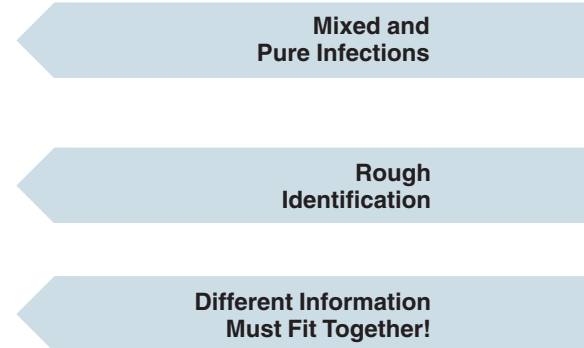 Mixed and
Pure Infections
Rough
Identification
Different Information
Must Fit Together!